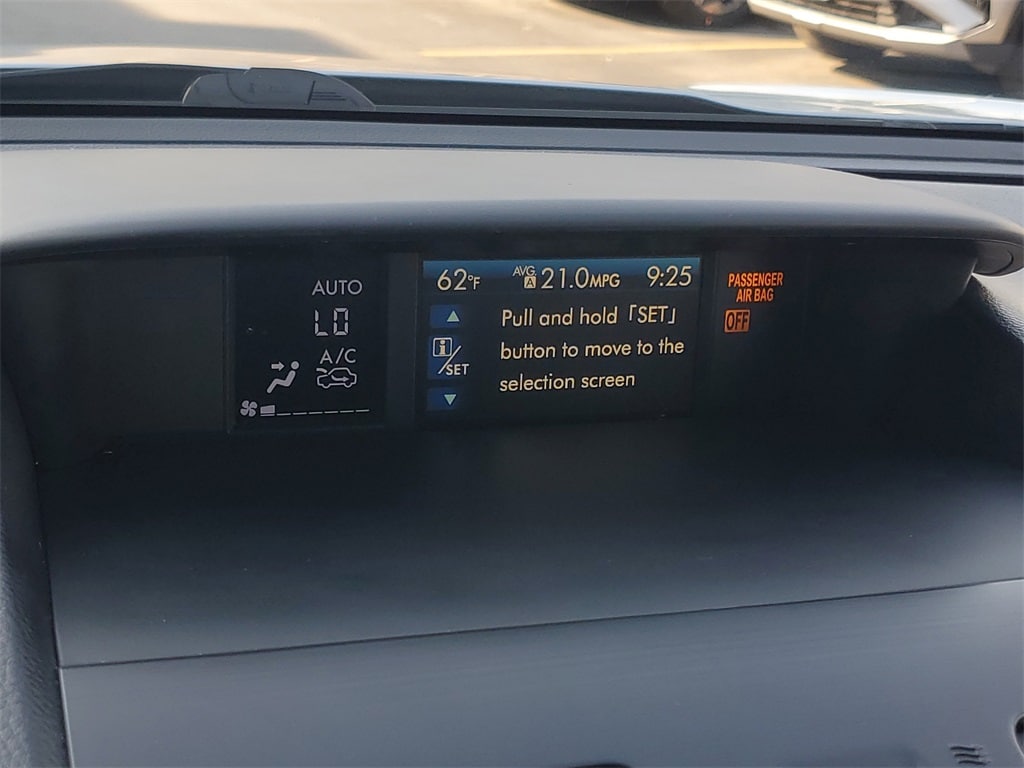 AUTO
LO
A/C
62°F AVG. A 21.0MPG 9:25
Pull and hold「SET」
button to move to the
selection screen
i/SET
PASSENGER
AIR BAG
OFF